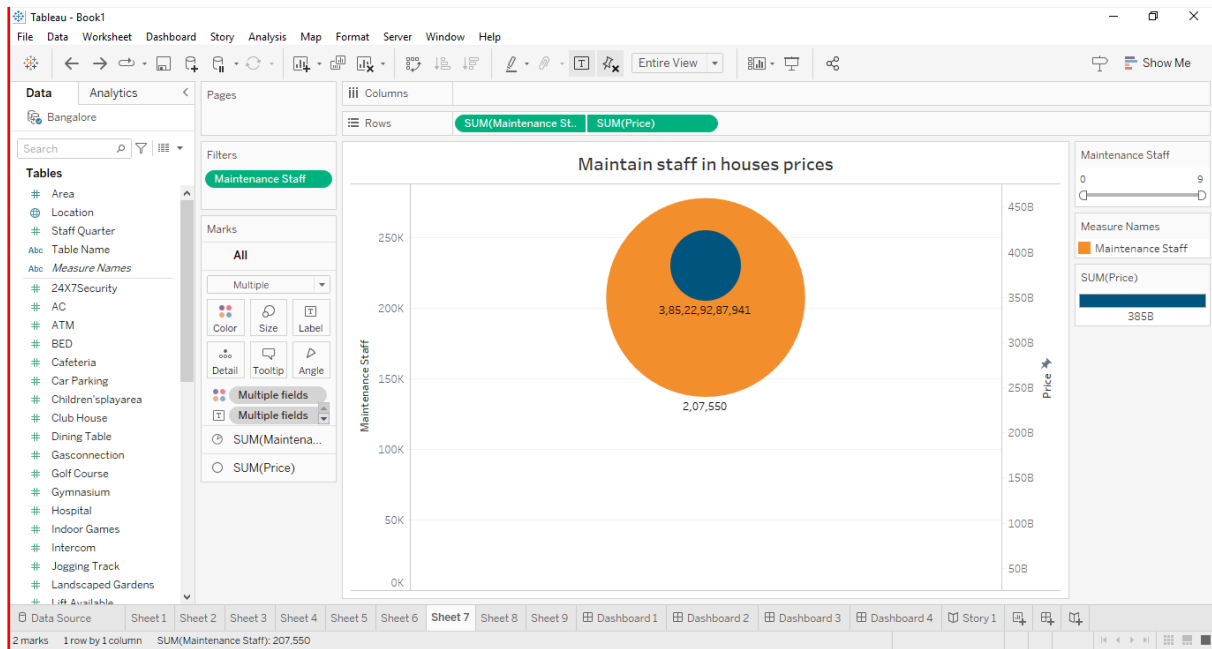 Tableau - Book1
File Data Worksheet Dashboard Story Analysis Map Format Server Window Help
Entire View
Show Me
Data Analytics
Bangalore
Search
Tables
# Area
Location
# Staff Quarter
Abc Table Name
Abc Measure Names
# 24X7Security
# AC
# ATM
# BED
# Cafeteria
# Car Parking
# Children'splayarea
# Club House
# Dining Table
# Gasconnection
# Golf Course
# Gymnasium
# Hospital
# Indoor Games
# Intercom
# Jogging Track
# Landscaped Gardens
# Lift Available
Pages
Filters
Maintenance Staff
Marks
All
Multiple
Color Size Label
Detail Tooltip Angle
Multiple fields
Multiple fields
SUM(Maintena...
SUM(Price)
Columns
Rows SUM(Maintenance St.. SUM(Price)
Maintain staff in houses prices
Maintenance Staff
250K
200K
150K
100K
50K
0K
3,85,22,92,87,941
2,07,550
450B
400B
350B
300B
250B
200B
150B
100B
50B
Price
Maintenance Staff
0 9
Measure Names
Maintenance Staff
SUM(Price)
385B
Data Source Sheet 1 Sheet 2 Sheet 3 Sheet 4 Sheet 5 Sheet 6 Sheet 7 Sheet 8 Sheet 9 Dashboard 1 Dashboard 2 Dashboard 3 Dashboard 4 Story 1
2 marks 1 row by 1 column SUM(Maintenance Staff): 207,550